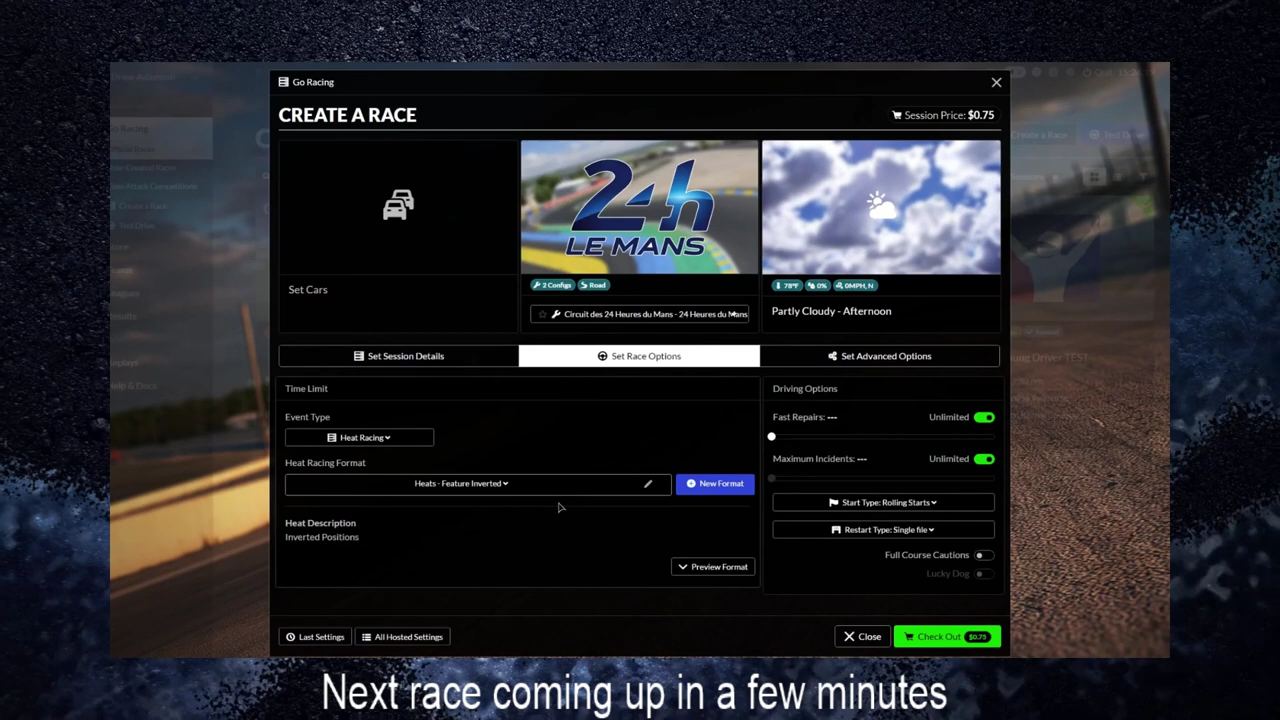 Go Racing
CREATE A RACE
Session Price: $0.75
24h
LE MANS
Set Cars
2 Configs
Road
Circuit des 24 Heures du Mans - 24 Heures du Mans
78°F
0%
0MPH, N
Partly Cloudy - Afternoon
Set Session Details
Set Race Options
Set Advanced Options
Time Limit
Event Type
Heat Racing
Heat Racing Format
Heats - Feature Inverted
New Format
Heat Description
Inverted Positions
Preview Format
Driving Options
Fast Repairs: ---
Unlimited
Maximum Incidents: ---
Unlimited
Start Type: Rolling Starts
Restart Type: Single file
Full Course Cautions
Lucky Dog
Last Settings
All Hosted Settings
Close
Check Out $0.75
Next race coming up in a few minutes